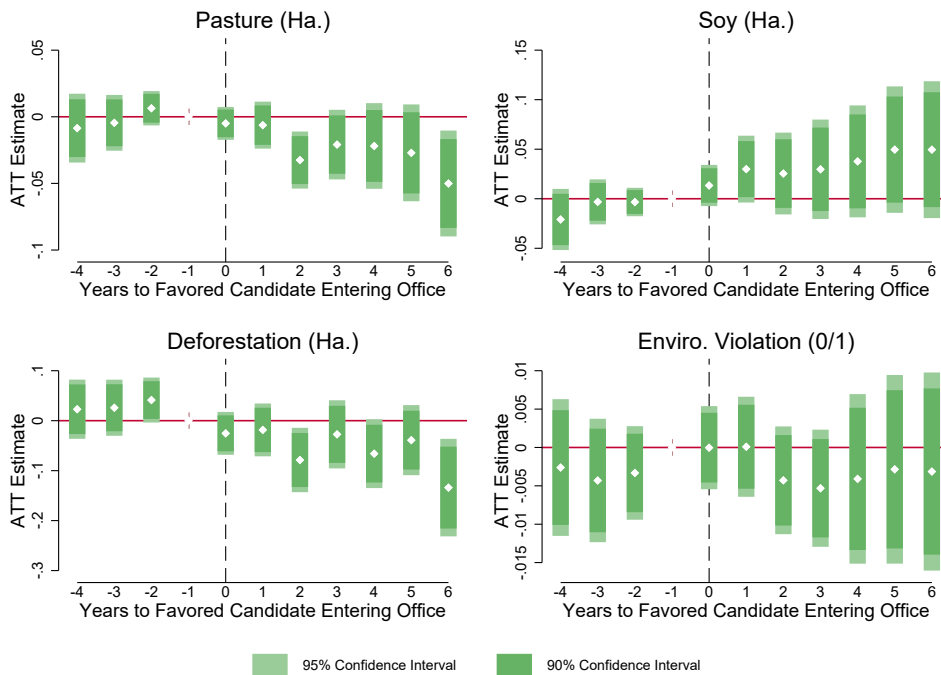 Pasture (Ha.)
ATT Estimate
.05
0
-.05
-.1
-4 -3 -2 -1 0 1 2 3 4 5 6
Years to Favored Candidate Entering Office
Soy (Ha.)
ATT Estimate
.15
.1
.05
0
-.05
-4 -3 -2 -1 0 1 2 3 4 5 6
Years to Favored Candidate Entering Office
Deforestation (Ha.)
ATT Estimate
.1
0
-.1
-.2
-.3
-4 -3 -2 -1 0 1 2 3 4 5 6
Years to Favored Candidate Entering Office
Enviro. Violation (0/1)
ATT Estimate
.01
.005
0
-.005
-.01
-.015
-4 -3 -2 -1 0 1 2 3 4 5 6
Years to Favored Candidate Entering Office
95% Confidence Interval
90% Confidence Interval